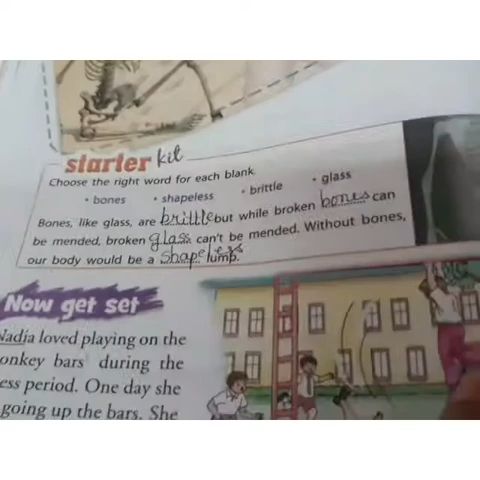 starter kit
Choose the right word for each blank
• bones • shapeless • brittle • glass
Bones, like glass, are brittle but while broken bones can
be mended, broken glass can't be mended. Without bones,
our body would be a shapeless lump.
Now get set
Nadia loved playing on the
onkey bars during the
ess period. One day she
going up the bars. She